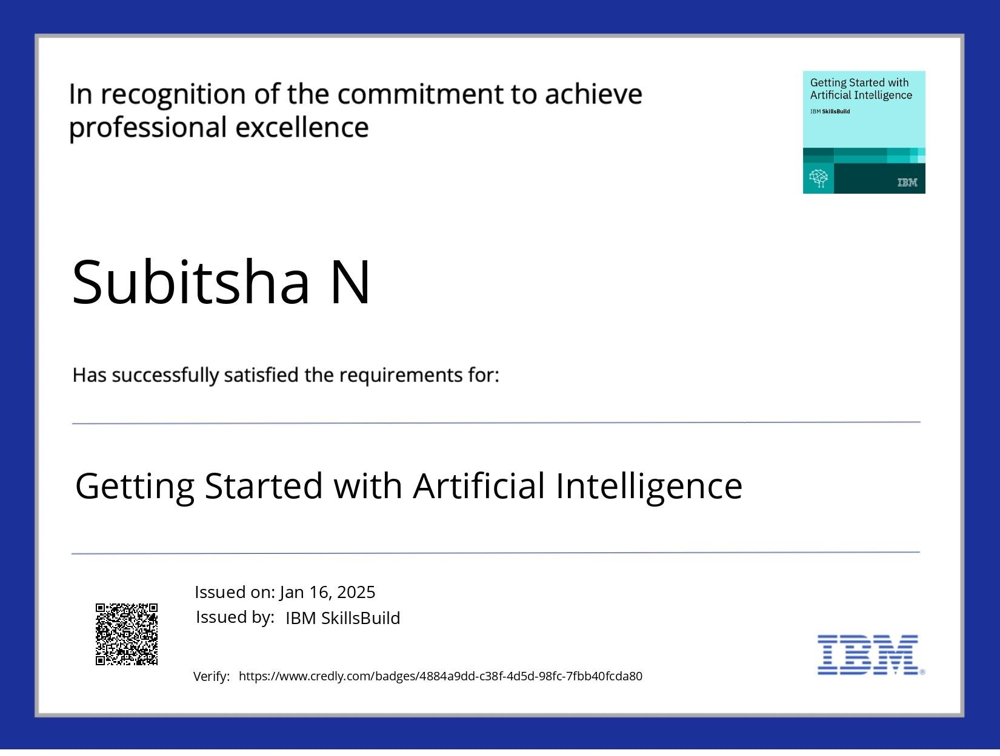 In recognition of the commitment to achieve
professional excellence
Getting Started with
Artificial Intelligence
IBM SkillsBuild
IBM
Subitsha N
Has successfully satisfied the requirements for:
Getting Started with Artificial Intelligence
Issued on: Jan 16, 2025
Issued by: IBM SkillsBuild
Verify: https://www.credly.com/badges/4884a9dd-c38f-4d5d-98fc-7fbb40fcda80
IBM®